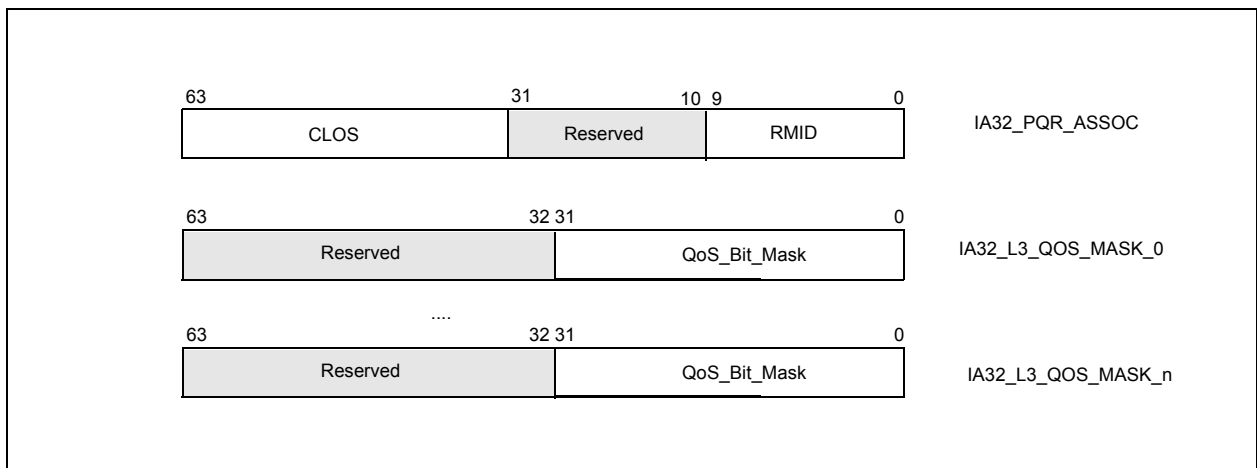 63 31 10 9 0
CLOS Reserved RMID IA32_PQR_ASSOC
63 32 31 0
Reserved QoS_Bit_Mask IA32_L3_QOS_MASK_0
....
63 32 31 0
Reserved QoS_Bit_Mask IA32_L3_QOS_MASK_n